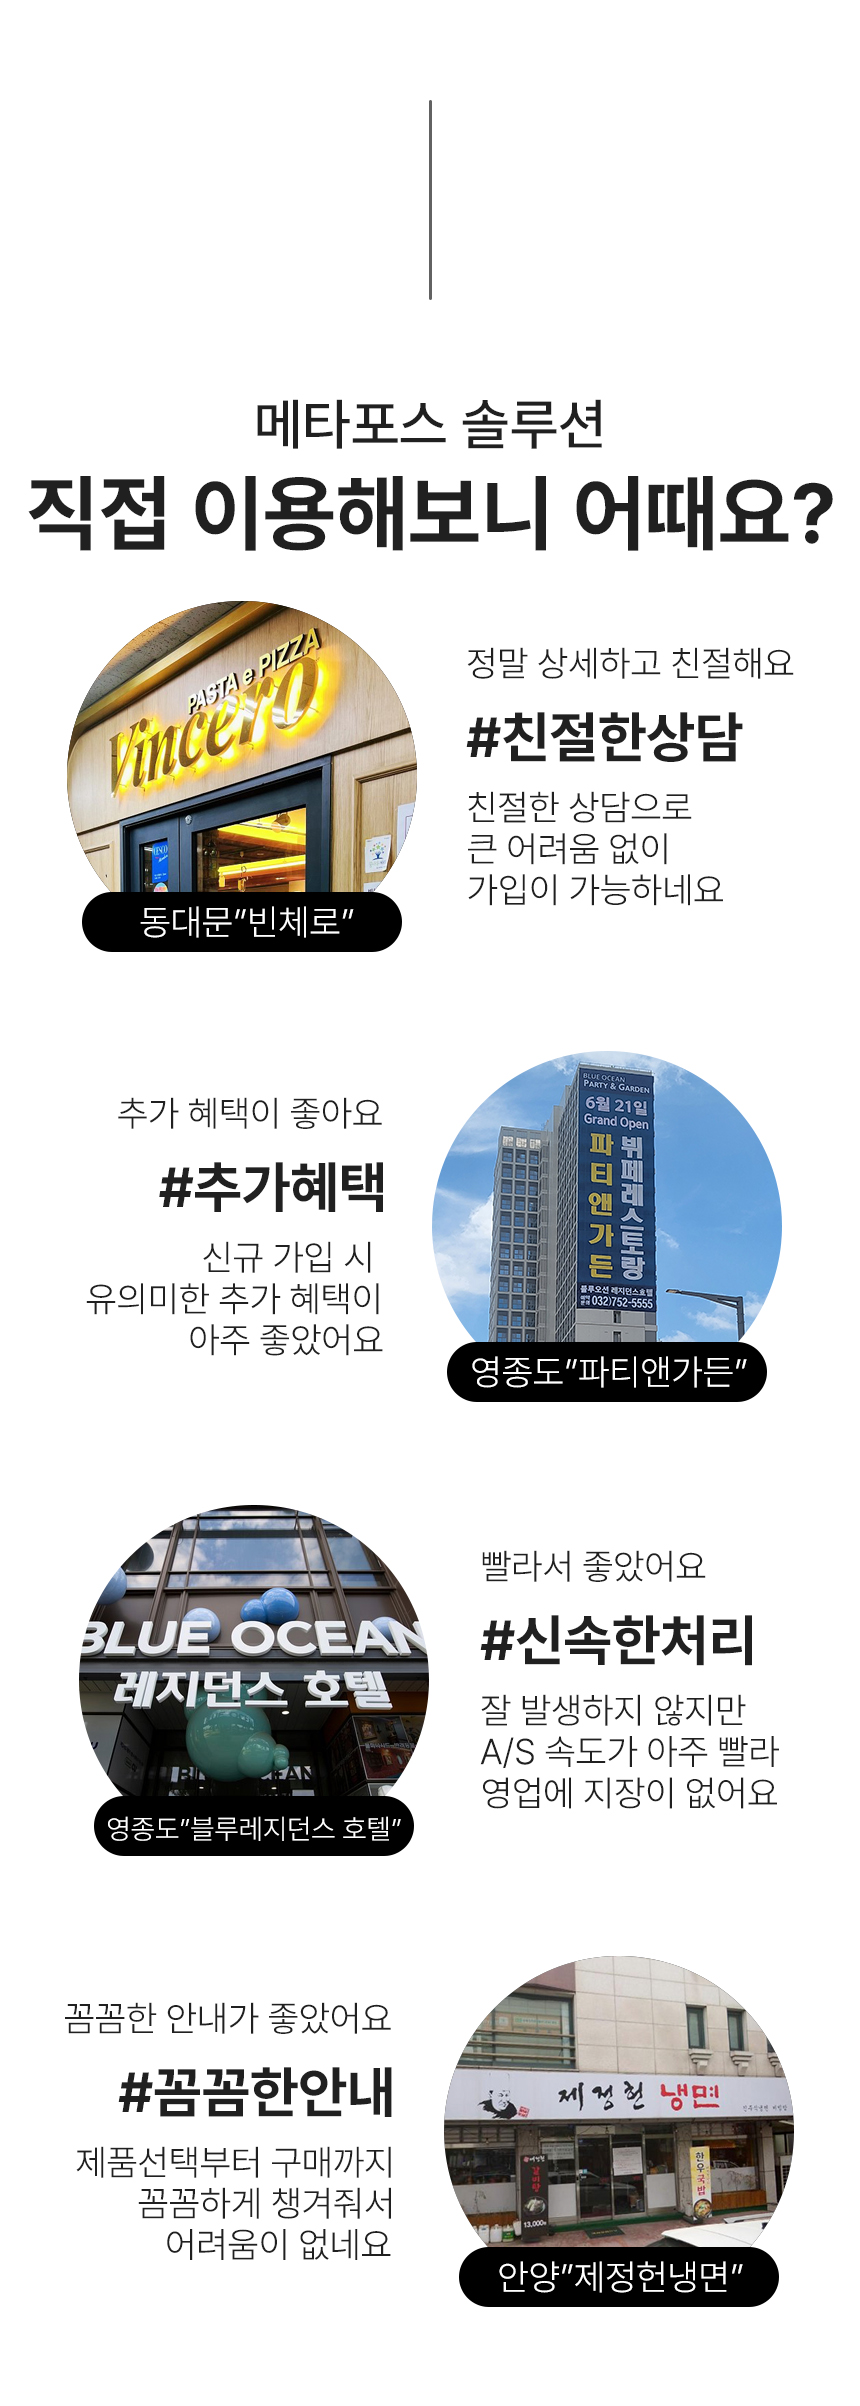 메타포스 솔루션
직접 이용해보니 어때요?
PASTA e PIZZA
Vincero
동대문"빈체로"
정말 상세하고 친절해요
#친절한상담
친절한 상담으로
큰 어려움 없이
가입이 가능하네요
추가 혜택이 좋아요
#추가혜택
신규 가입 시
유의미한 추가 혜택이
아주 좋았어요
BLUE OCEAN
PARTY & GARDEN
6월 21일
Grand Open
파티앤가든
뷔페레스토랑
블루오션 레지던스호텔
032)752-5555
영종도"파티앤가든"
BLUE OCEAN
레지던스 호텔
영종도"블루레지던스 호텔"
빨라서 좋았어요
#신속한처리
잘 발생하지 않지만
A/S 속도가 아주 빨라
영업에 지장이 없어요
꼼꼼한 안내가 좋았어요
#꼼꼼한안내
제품선택부터 구매까지
꼼꼼하게 챙겨줘서
어려움이 없네요
제정헌 냉면
갈비탕
13,000원
한우국밥
안양"제정헌냉면"